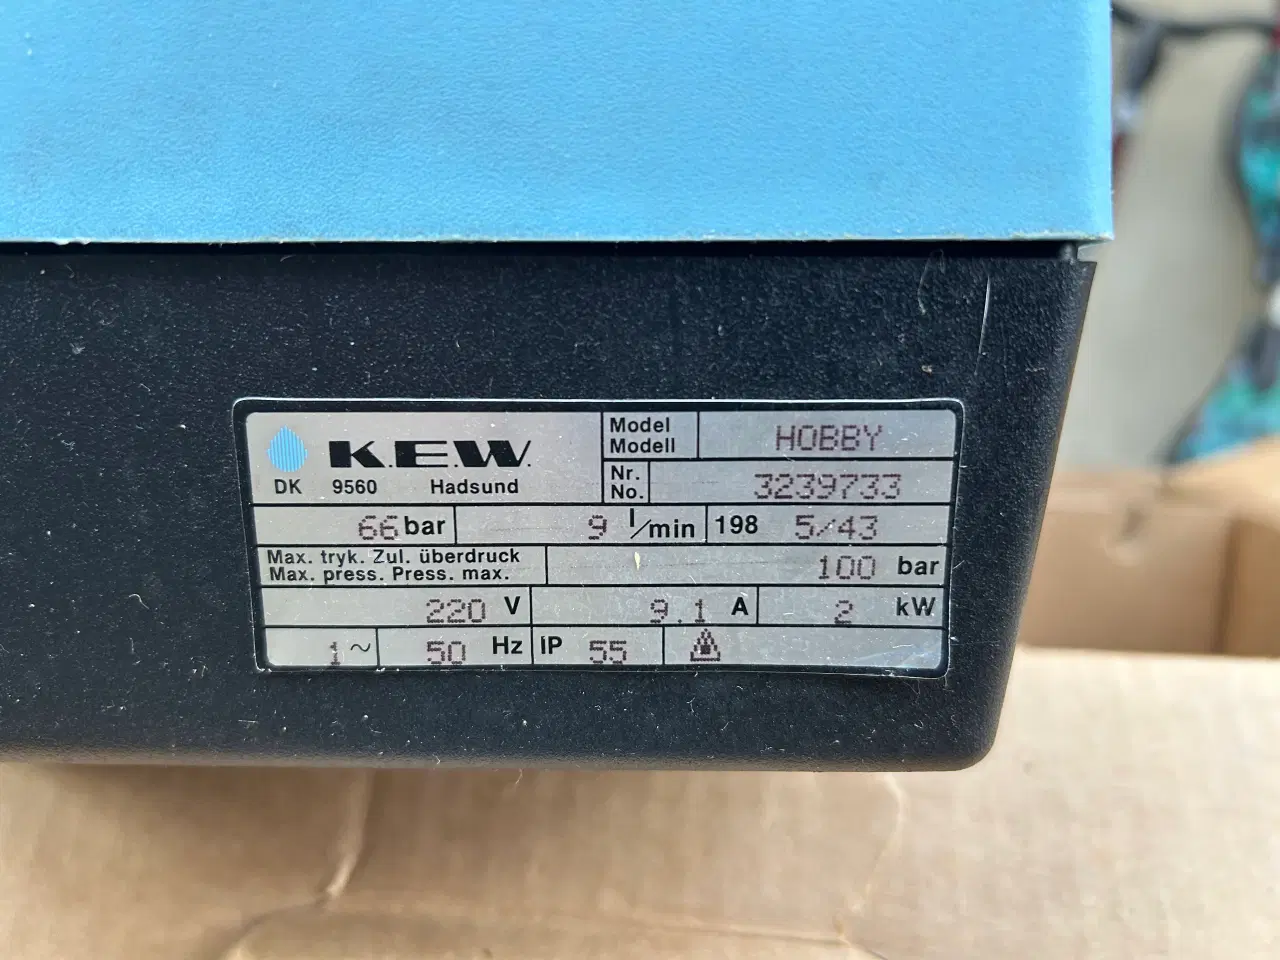 K.E.W.
DK 9560 Hadsund
Model
Modell
HOBBY
Nr.
No.
3239733
66 bar
9 l/min
198 5/43
Max. tryk. Zul. überdruck
Max. press. Press. max.
100 bar
220 V
9.1 A
2 kW
1~
50 Hz
IP 55